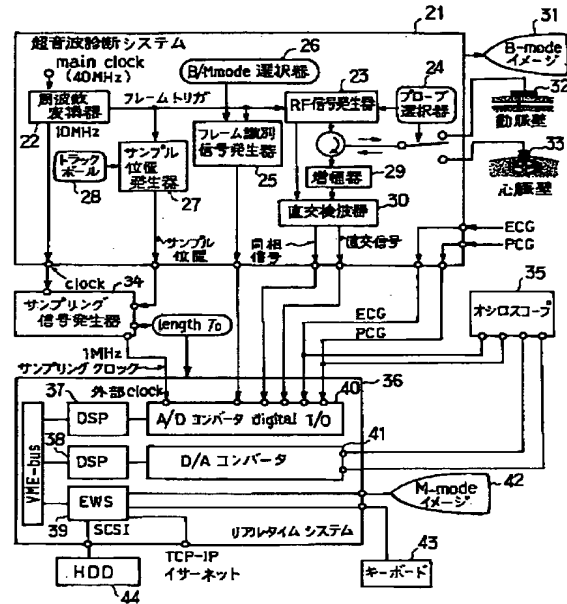 21
31
超音波診断システム
main clock
(40MHz)
26
B/Mmode 選択器
B-mode
イメージ
23
24
周波数
変換器
フレームトリガ
RF信号発生器
プローブ
選択器
32
動脈壁
22
10MHz
トラック
ボール
28
サンプル
位置
発生器
27
フレーム識別
信号発生器
25
増幅器
29
33
心臓壁
直交検波器
30
サンプル
位置
同相
信号
直交信号
ECG
PCG
clock
34
35
サンプリング
信号発生器
Length T₀
ECG
PCG
オシロスコープ
1MHz
サンプリングクロック
36
外部clock
40
37
DSP
A/D コンバータ digital I/O
38
41
DSP
D/A コンバータ
VME-bus
EWS
39
SCSI
リアルタイム システム
M-mode
イメージ
42
TCP-IP
イサーネット
43
キーボード
HDD
44